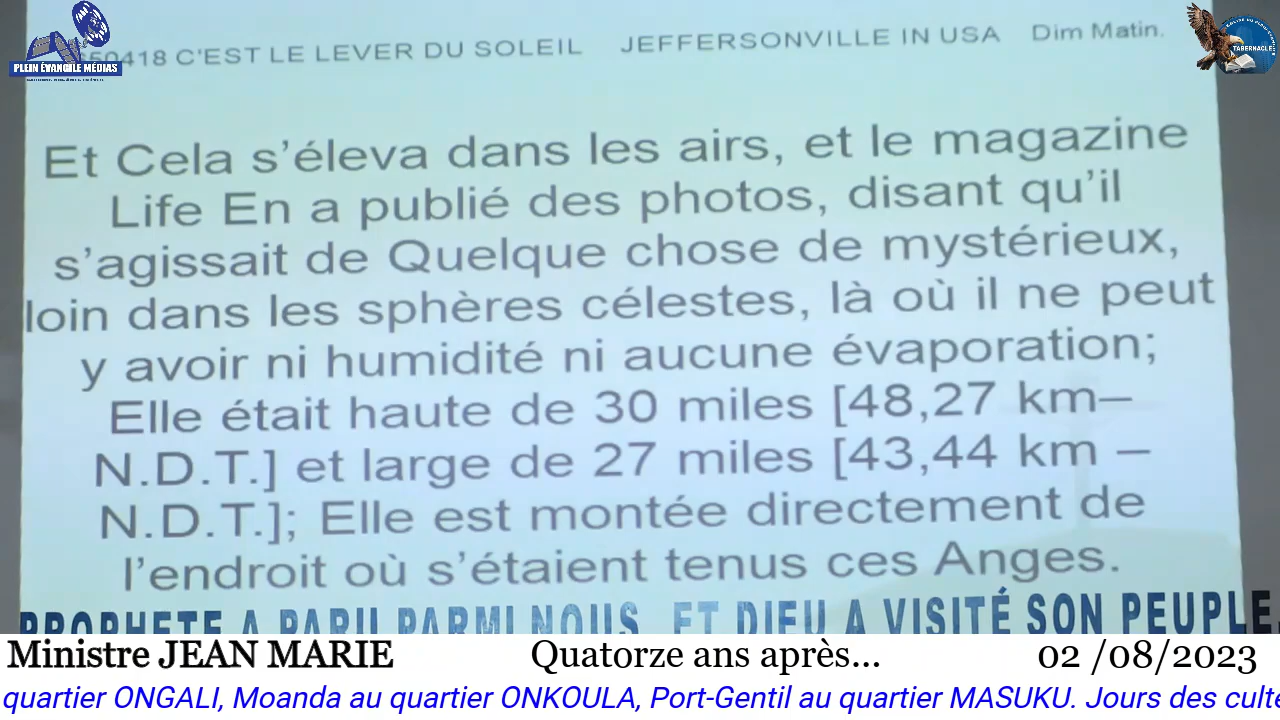 PLEIN ÉVANGILE MÉDIAS
TABERNACLE
0418 C'EST LE LEVER DU SOLEIL JEFFERSONVILLE IN USA Dim Matin.
Et Cela s'éleva dans les airs, et le magazine
Life En a publié des photos, disant qu'il
s'agissait de Quelque chose de mystérieux,
loin dans les sphères célestes, là où il ne peut
y avoir ni humidité ni aucune évaporation;
Elle était haute de 30 miles [48,27 km–
N.D.T.] et large de 27 miles [43,44 km –
N.D.T.]; Elle est montée directement de
l'endroit où s'étaient tenus ces Anges.
PROPHETE A PARU PARMI NOUS ET DIEU A VISITÉ SON PEUPLE
Ministre JEAN MARIE Quatorze ans après... 02 /08/2023
quartier ONGALI, Moanda au quartier ONKOULA, Port-Gentil au quartier MASUKU. Jours des culte